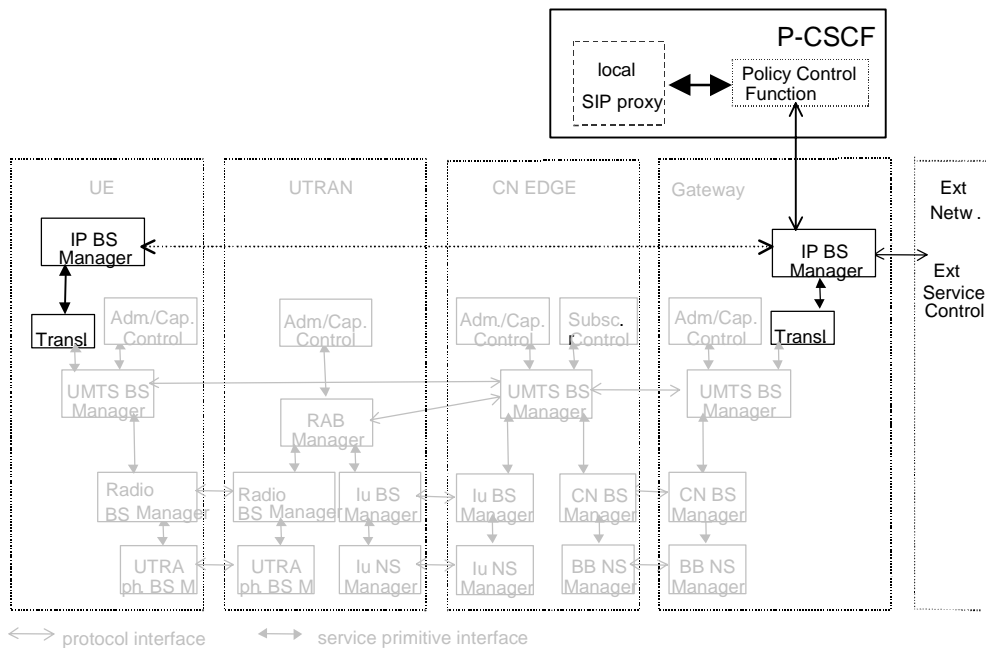 P-CSCF
local
SIP proxy
Policy Control
Function
UE
UTRAN
CN EDGE
Gateway
Ext
Netw .
Ext
Service
Control
IP BS
Manager
IP BS
Manager
Transl
Adm./Cap.
Control
Adm/Cap.
Control
Adm./Cap.
Control
Subsc.
Control
Adm/Cap.
Control
Transl
UMTS BS
Manager
RAB
Manager
UMTS BS
Manager
UMTS BS
Manager
Radio
BS Manager
Radio
BS Manager
Iu BS
Manager
Iu BS
Manager
CN BS
Manager
CN BS
Manager
UTRA
ph. BS M
UTRA
ph. BS M
Iu NS
Manager
Iu NS
Manager
BB NS
Manager
BB NS
Manager
protocol interface
service primitive interface